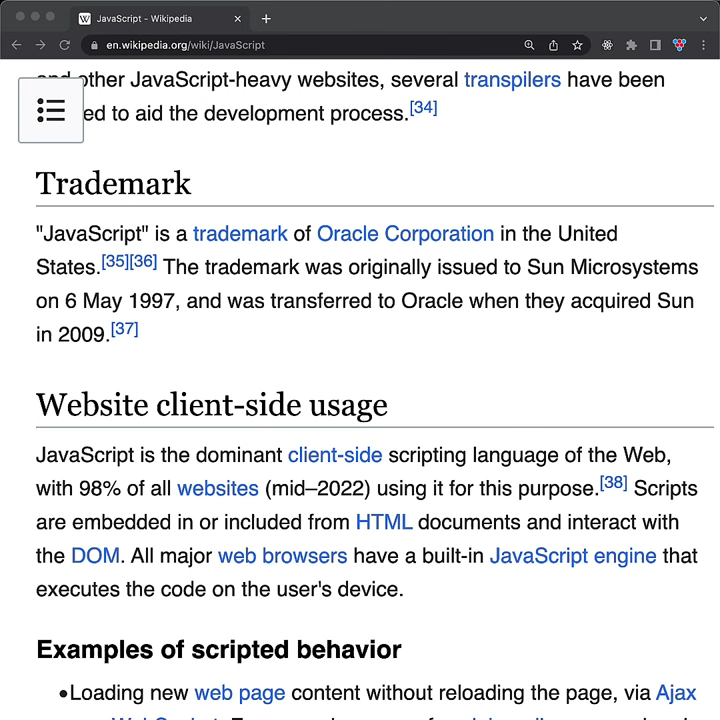 JavaScript - Wikipedia
en.wikipedia.org/wiki/JavaScript
and other JavaScript-heavy websites, several transpilers have been
ed to aid the development process.[34]
Trademark
"JavaScript" is a trademark of Oracle Corporation in the United
States.[35][36] The trademark was originally issued to Sun Microsystems
on 6 May 1997, and was transferred to Oracle when they acquired Sun
in 2009.[37]
Website client-side usage
JavaScript is the dominant client-side scripting language of the Web,
with 98% of all websites (mid–2022) using it for this purpose.[38] Scripts
are embedded in or included from HTML documents and interact with
the DOM. All major web browsers have a built-in JavaScript engine that
executes the code on the user's device.
Examples of scripted behavior
•Loading new web page content without reloading the page, via Ajax